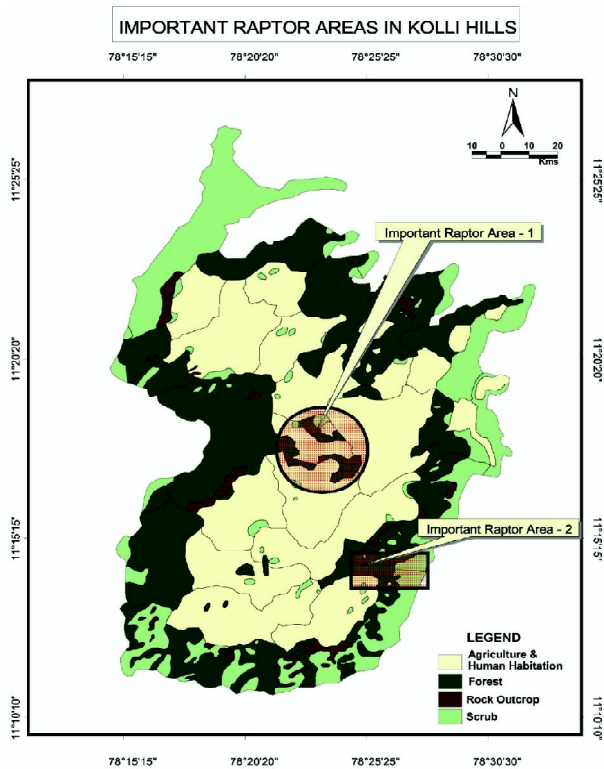 IMPORTANT RAPTOR AREAS IN KOLLI HILLS
78°15'15" 78°20'20" 78°25'25" 78°30'30"
N
10 0 10 20
Kms
11°25'25" 11°25'25"
Important Raptor Area - 1
11°20'20" 11°20'20"
11°15'15" 11°15'15"
Important Raptor Area - 2
LEGEND
Agriculture &
Human Habitation
Forest
Rock Outcrop
Scrub
11°10'10" 11°10'10"
78°15'15" 78°20'20" 78°25'25" 78°30'30"